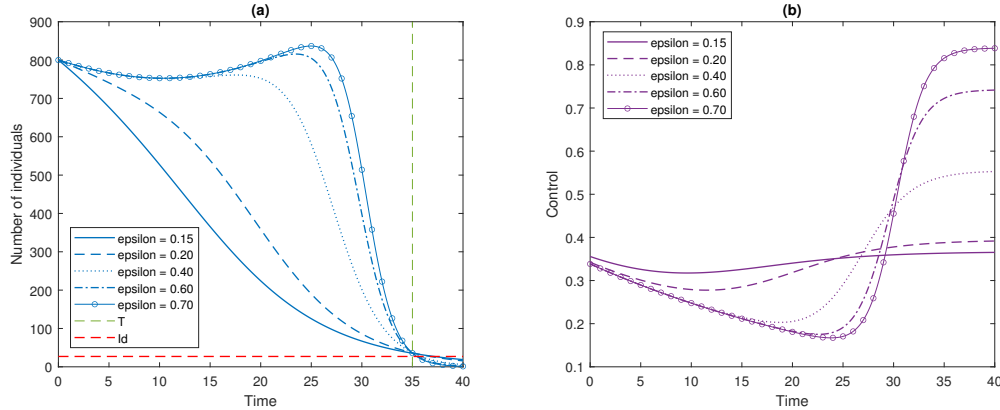 (a)
Number of individuals
900
800
700
600
500
400
300
200
100
0
epsilon = 0.15
epsilon = 0.20
epsilon = 0.40
epsilon = 0.60
epsilon = 0.70
T
Id
0 5 10 15 20 25 30 35 40
Time
(b)
Control
0.9
0.8
0.7
0.6
0.5
0.4
0.3
0.2
0.1
epsilon = 0.15
epsilon = 0.20
epsilon = 0.40
epsilon = 0.60
epsilon = 0.70
0 5 10 15 20 25 30 35 40
Time